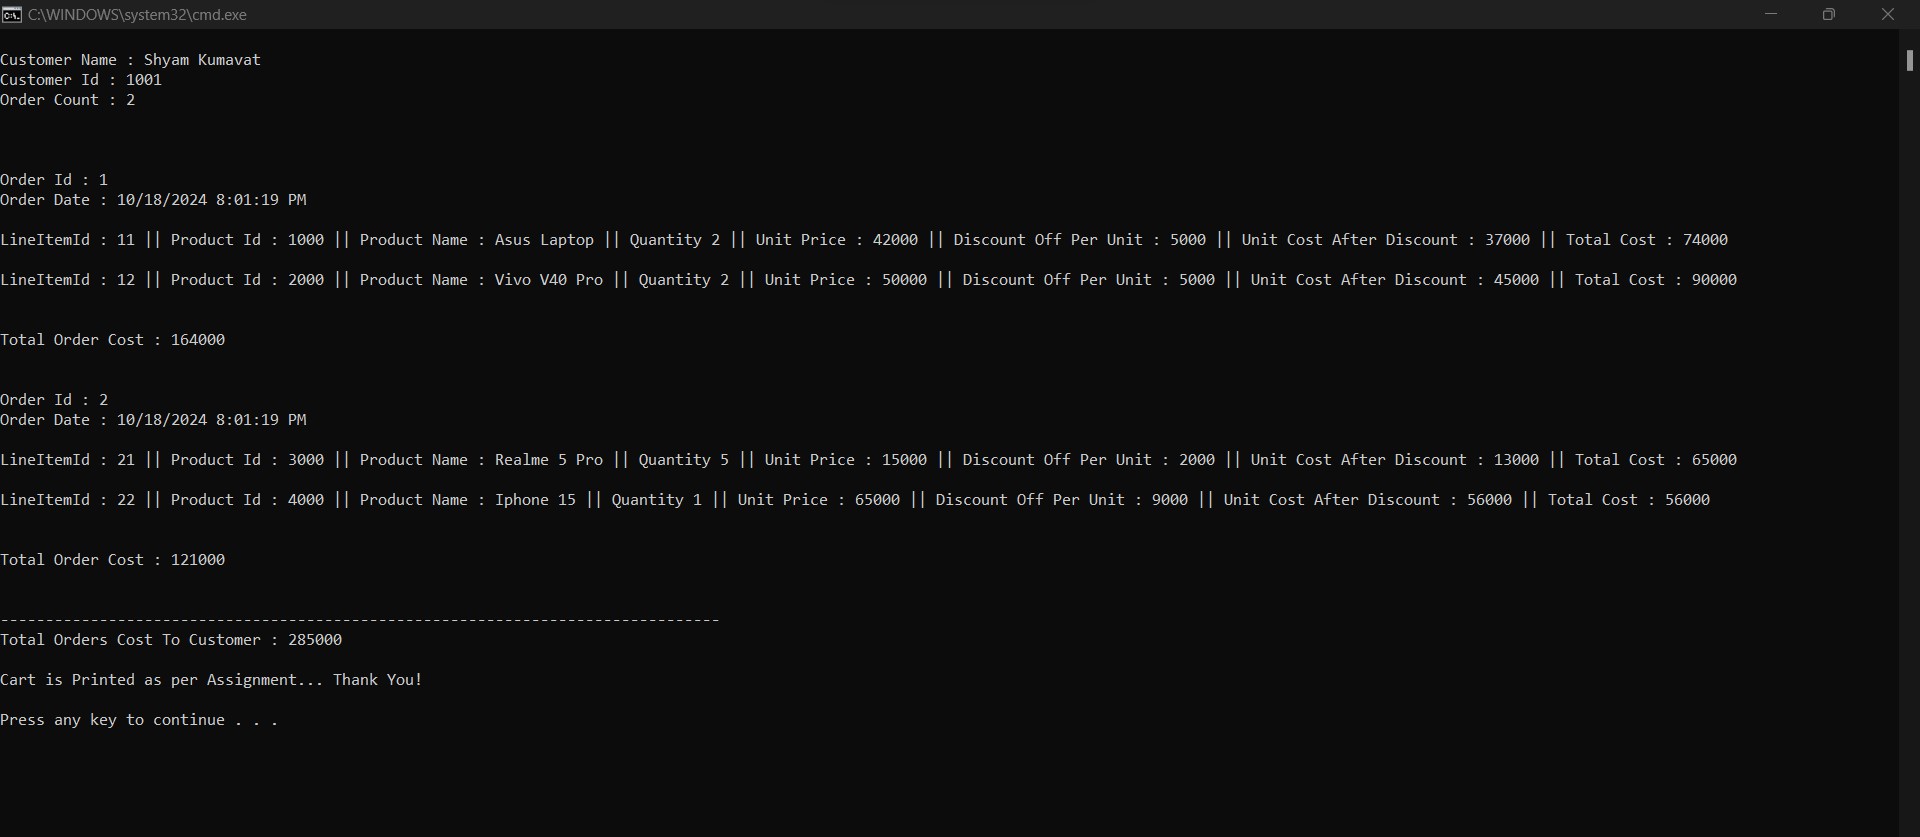 C:\WINDOWS\system32\cmd.exe
Customer Name : Shyam Kumavat
Customer Id : 1001
Order Count : 2
Order Id : 1
Order Date : 10/18/2024 8:01:19 PM
LineItemId : 11 || Product Id : 1000 || Product Name : Asus Laptop || Quantity 2 || Unit Price : 42000 || Discount Off Per Unit : 5000 || Unit Cost After Discount : 37000 || Total Cost : 74000
LineItemId : 12 || Product Id : 2000 || Product Name : Vivo V40 Pro || Quantity 2 || Unit Price : 50000 || Discount Off Per Unit : 5000 || Unit Cost After Discount : 45000 || Total Cost : 90000
Total Order Cost : 164000
Order Id : 2
Order Date : 10/18/2024 8:01:19 PM
LineItemId : 21 || Product Id : 3000 || Product Name : Realme 5 Pro || Quantity 5 || Unit Price : 15000 || Discount Off Per Unit : 2000 || Unit Cost After Discount : 13000 || Total Cost : 65000
LineItemId : 22 || Product Id : 4000 || Product Name : Iphone 15 || Quantity 1 || Unit Price : 65000 || Discount Off Per Unit : 9000 || Unit Cost After Discount : 56000 || Total Cost : 56000
Total Order Cost : 121000
--------------------------------------------------------------------------------
Total Orders Cost To Customer : 285000
Cart is Printed as per Assignment... Thank You!
Press any key to continue . . .